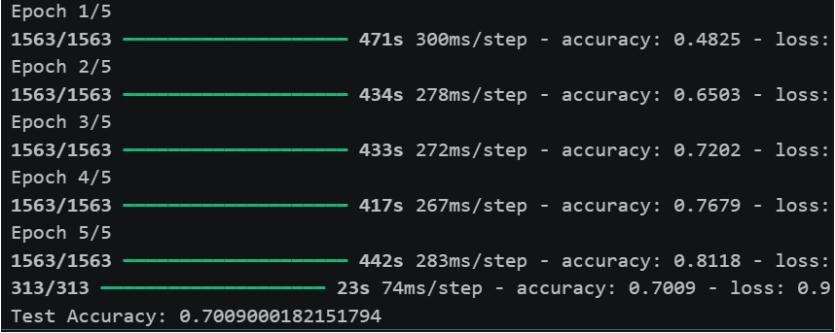 Epoch 1/5
1563/1563 ━━━━━━━━━━━━━━━━━━━━ 471s 300ms/step - accuracy: 0.4825 - loss:
Epoch 2/5
1563/1563 ━━━━━━━━━━━━━━━━━━━━ 434s 278ms/step - accuracy: 0.6503 - loss:
Epoch 3/5
1563/1563 ━━━━━━━━━━━━━━━━━━━━ 433s 272ms/step - accuracy: 0.7202 - loss:
Epoch 4/5
1563/1563 ━━━━━━━━━━━━━━━━━━━━ 417s 267ms/step - accuracy: 0.7679 - loss:
Epoch 5/5
1563/1563 ━━━━━━━━━━━━━━━━━━━━ 442s 283ms/step - accuracy: 0.8118 - loss:
313/313 ━━━━━━━━━━━━━━━━━━━━ 23s 74ms/step - accuracy: 0.7009 - loss: 0.9
Test Accuracy: 0.7009000182151794